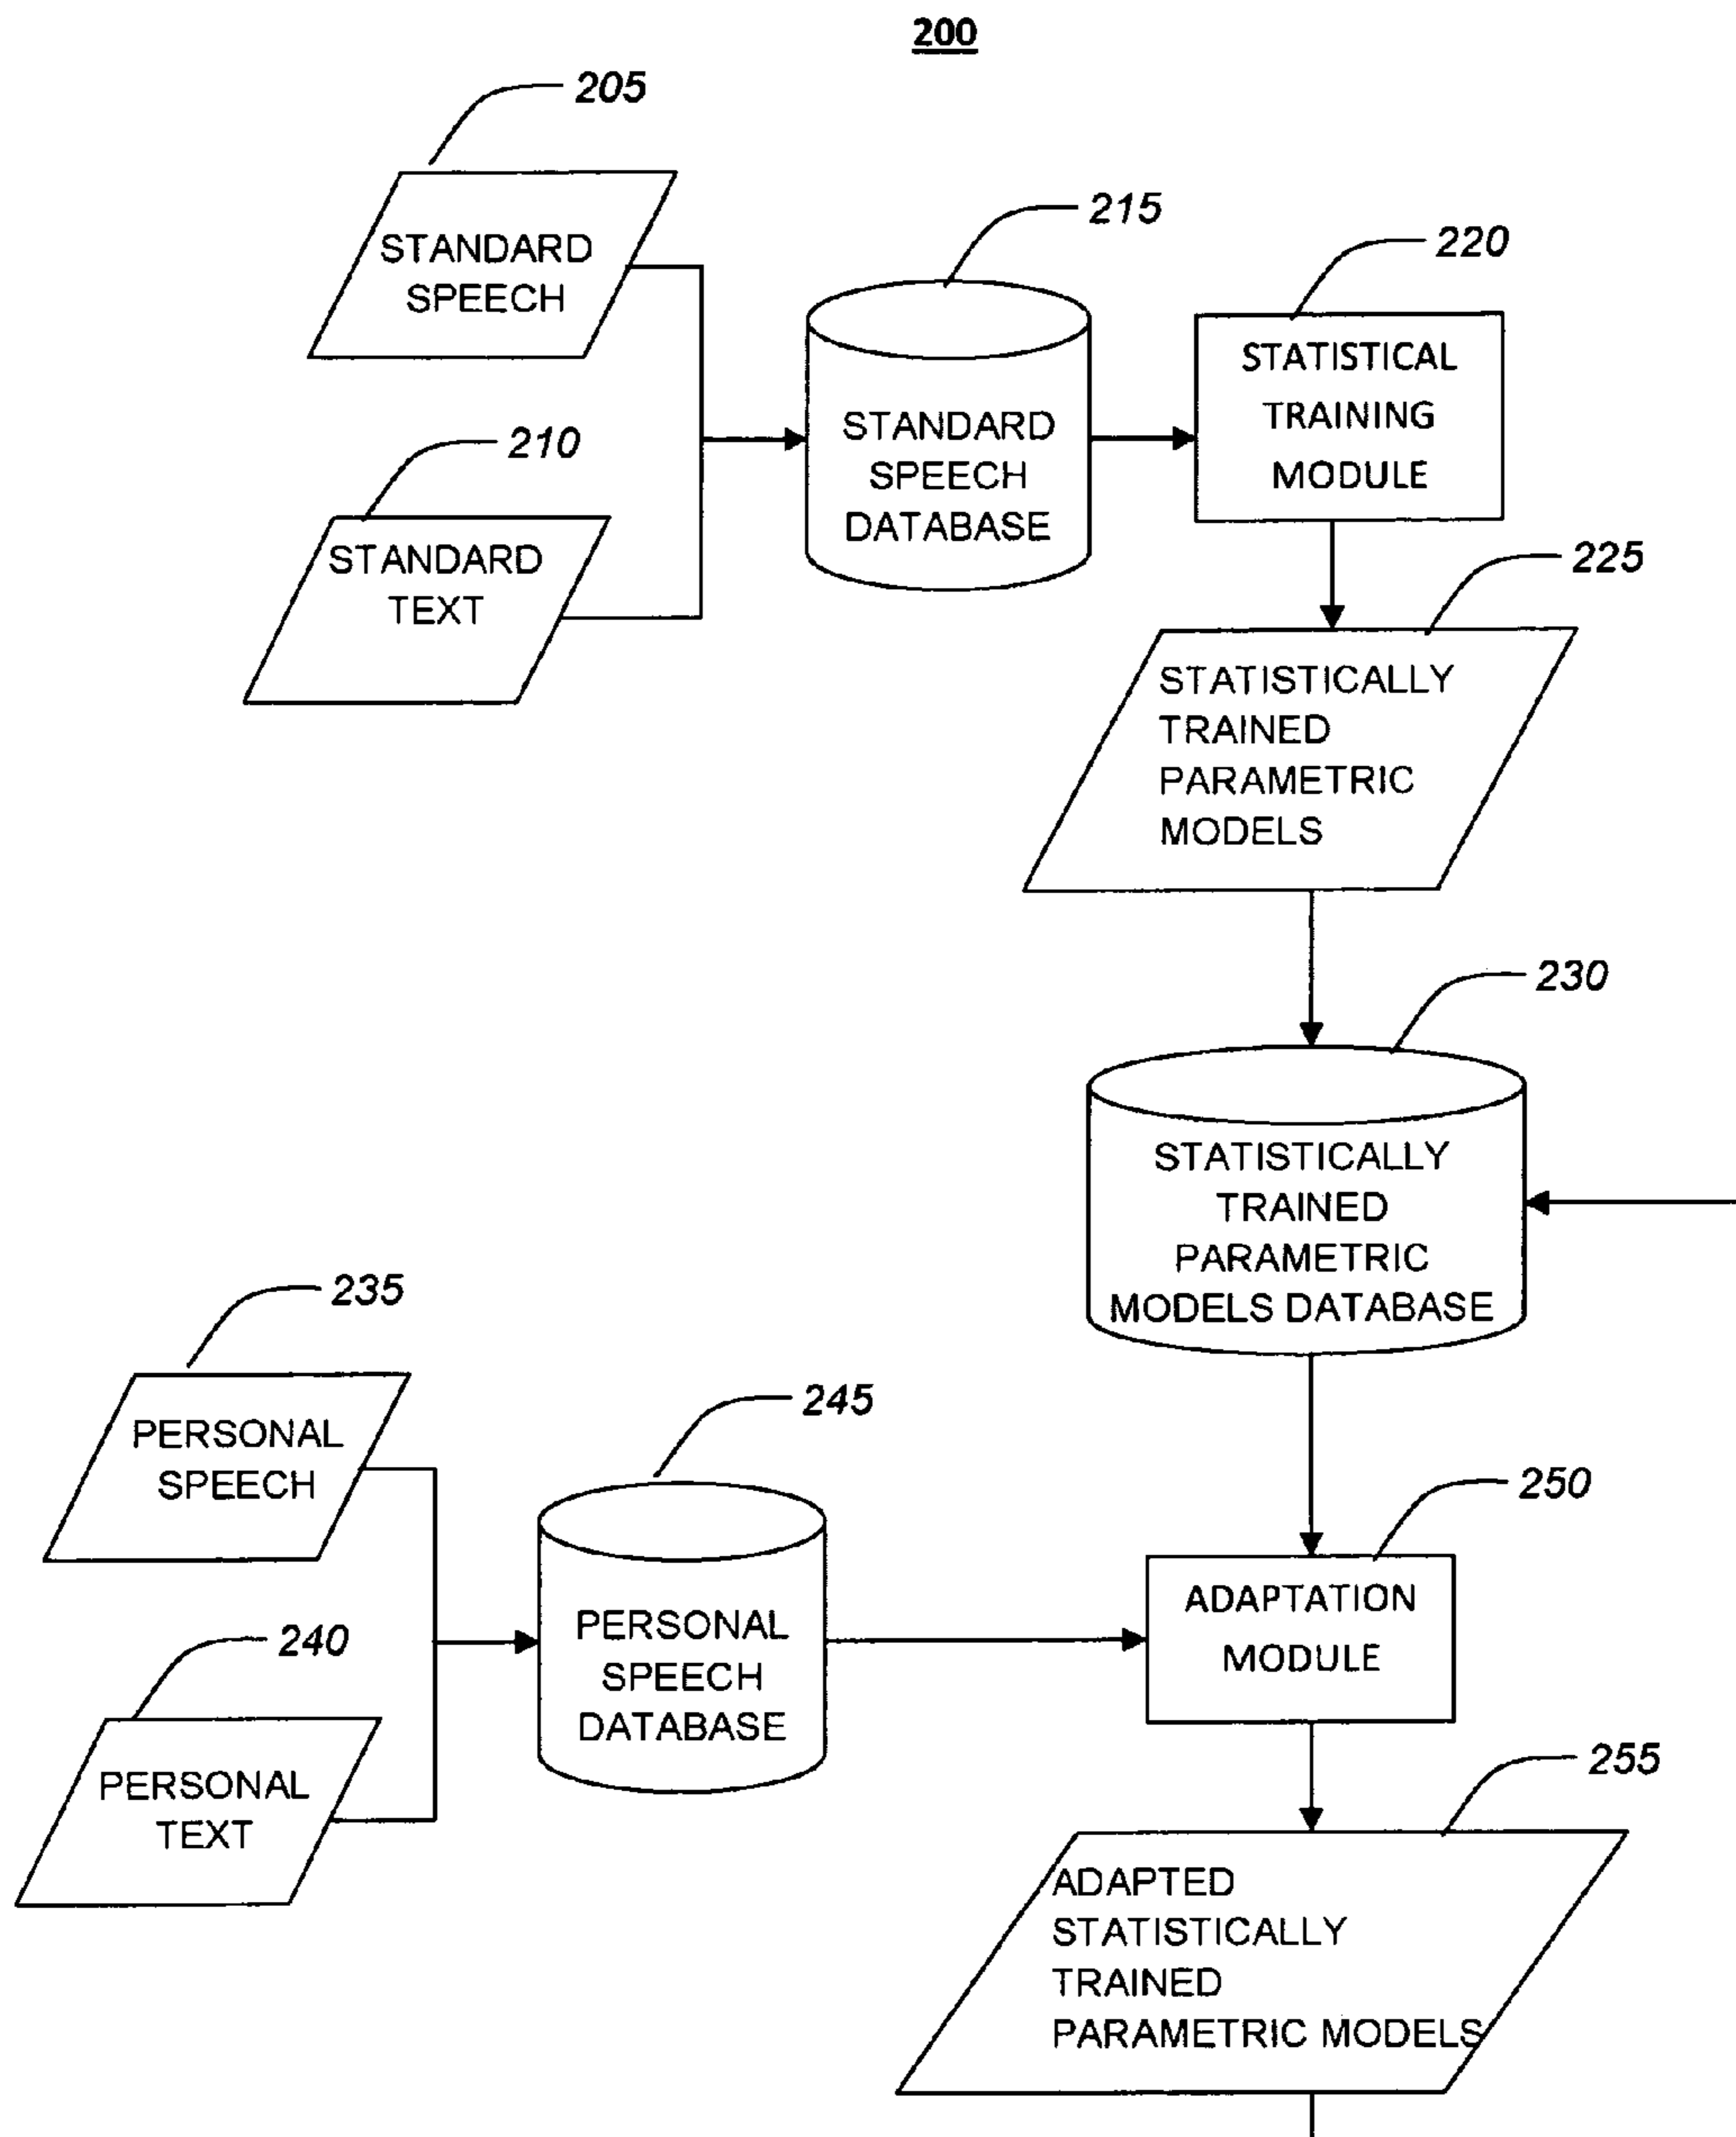 200
205
STANDARD
SPEECH
215
220
STATISTICAL
TRAINING
MODULE
STANDARD
SPEECH
DATABASE
210
STANDARD
TEXT
225
STATISTICALLY
TRAINED
PARAMETRIC
MODELS
230
STATISTICALLY
TRAINED
PARAMETRIC
MODELS DATABASE
235
PERSONAL
SPEECH
245
PERSONAL
SPEECH
DATABASE
250
ADAPTATION
MODULE
240
PERSONAL
TEXT
255
ADAPTED
STATISTICALLY
TRAINED
PARAMETRIC MODELS